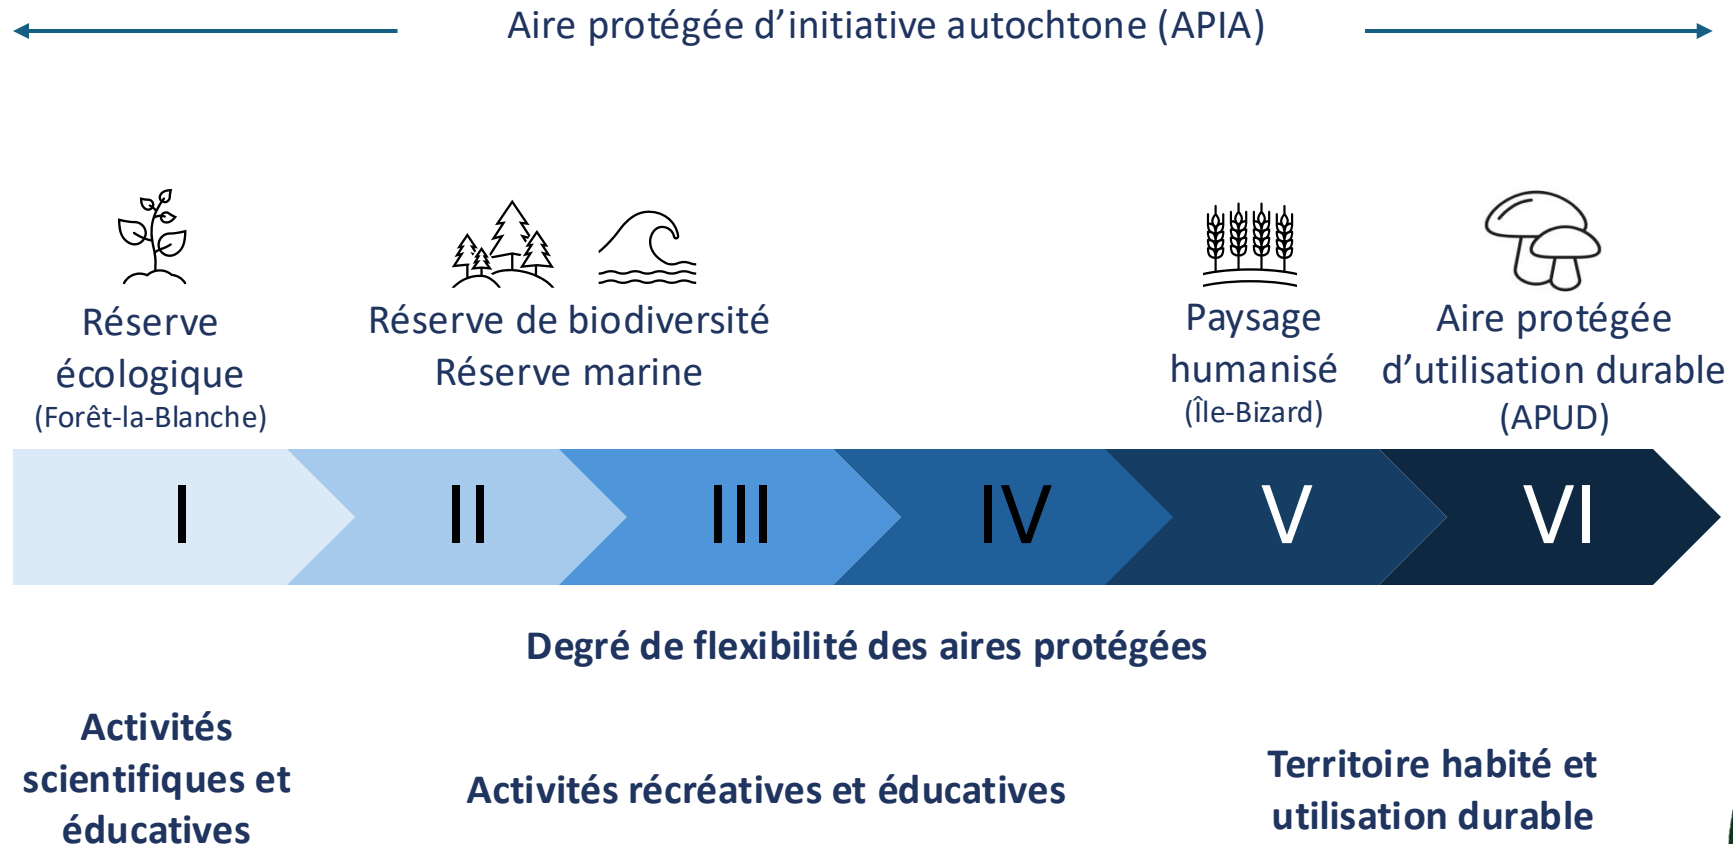 Aire protégée d’initiative autochtone (APIA)
Réserve
écologique
(Forêt-la-Blanche)
Réserve de biodiversité
Réserve marine
Paysage
humanisé
(Île-Bizard)
Aire protégée
d’utilisation durable
(APUD)
I
II
III
IV
V
VI
Degré de flexibilité des aires protégées
Activités
scientifiques et
éducatives
Activités récréatives et éducatives
Territoire habité et
utilisation durable